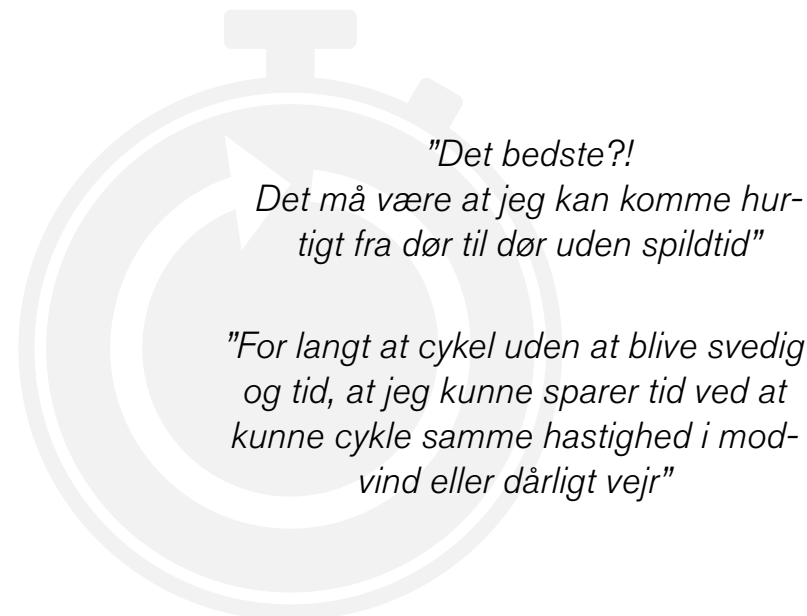 ”Det bedste?!
Det må være at jeg kan komme hur-
tigt fra dør til dør uden spildtid”
”For langt at cykel uden at blive svedig
og tid, at jeg kunne sparer tid ved at
kunne cykle samme hastighed i mod-
vind eller dårligt vejr”